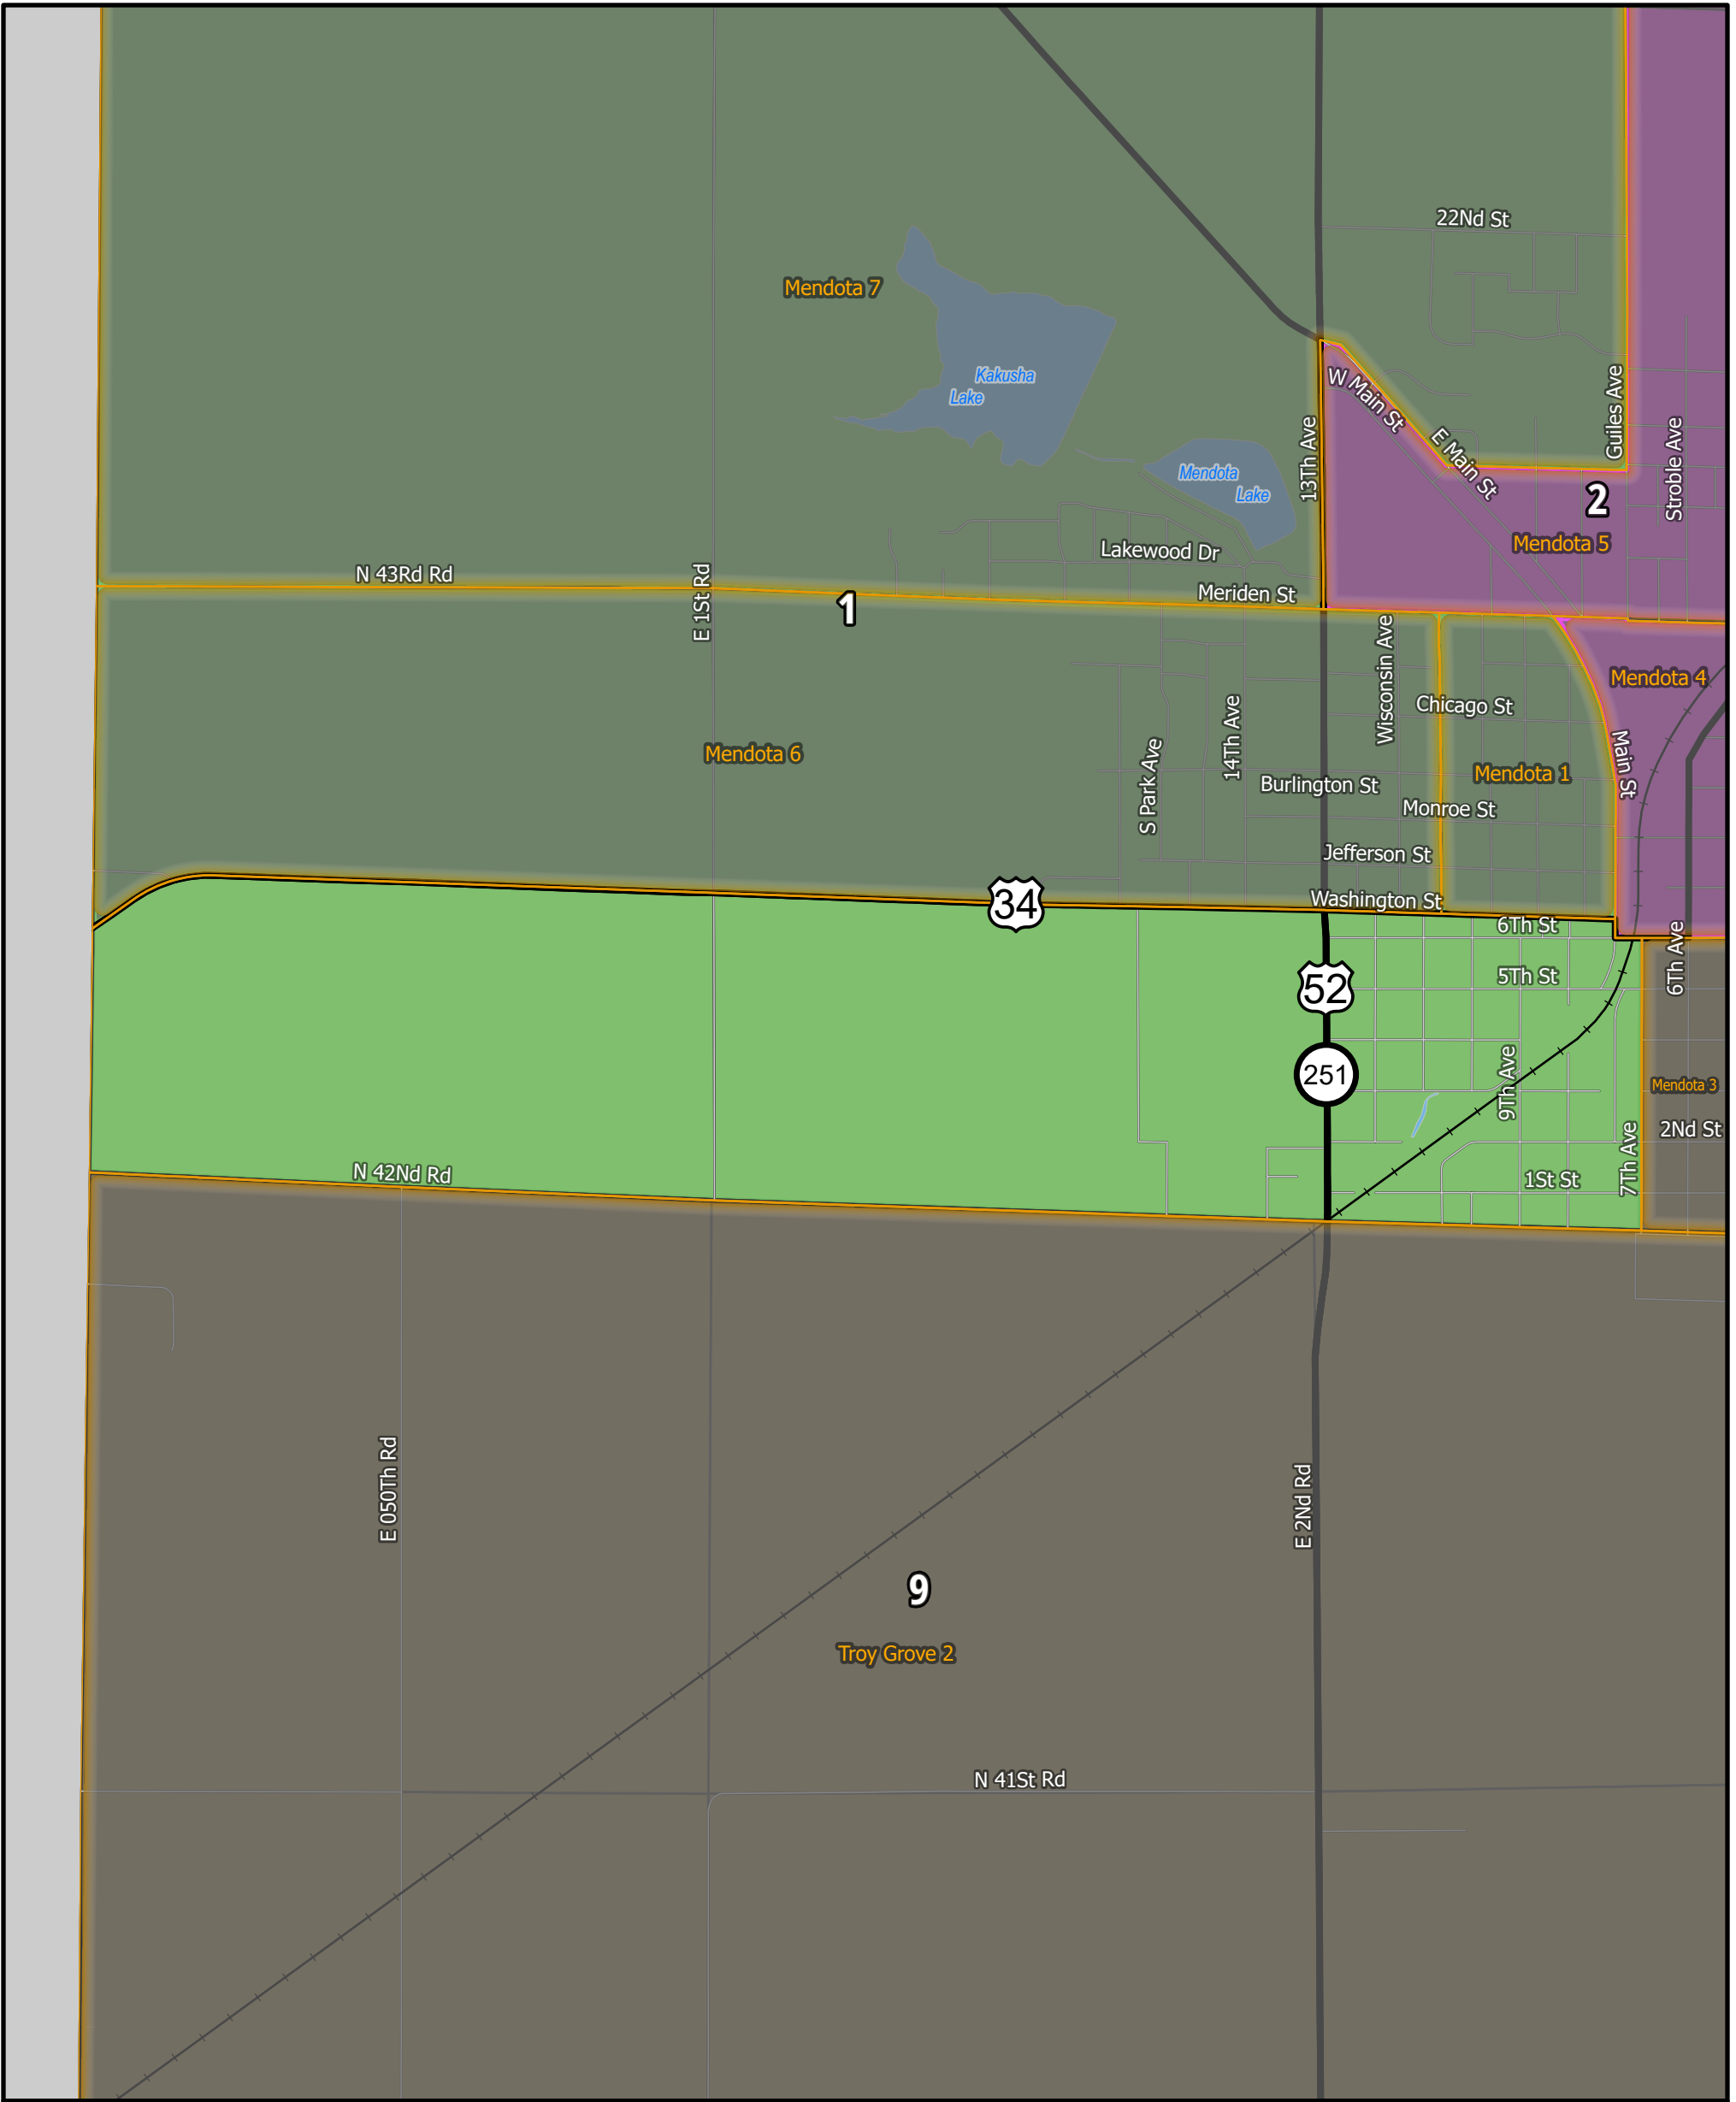 22Nd St
Mendota 7
Kakusha
Lake
W Main St
Guiles Ave
13Th Ave
E Main St
Stroble Ave
Mendota
Lake
2
Mendota 5
Lakewood Dr
N 43Rd Rd
E 1St Rd
Meriden St
1
Wisconsin Ave
Mendota 4
14Th Ave
Chicago St
Main St
Mendota 6
S Park Ave
Burlington St
Mendota 1
Monroe St
Jefferson St
34
Washington St
6Th St
6Th Ave
5Th St
52
251
9Th Ave
Mendota 3
7Th Ave
2Nd St
N 42Nd Rd
1St St
E 050Th Rd
E 2Nd Rd
9
Troy Grove 2
N 41St Rd